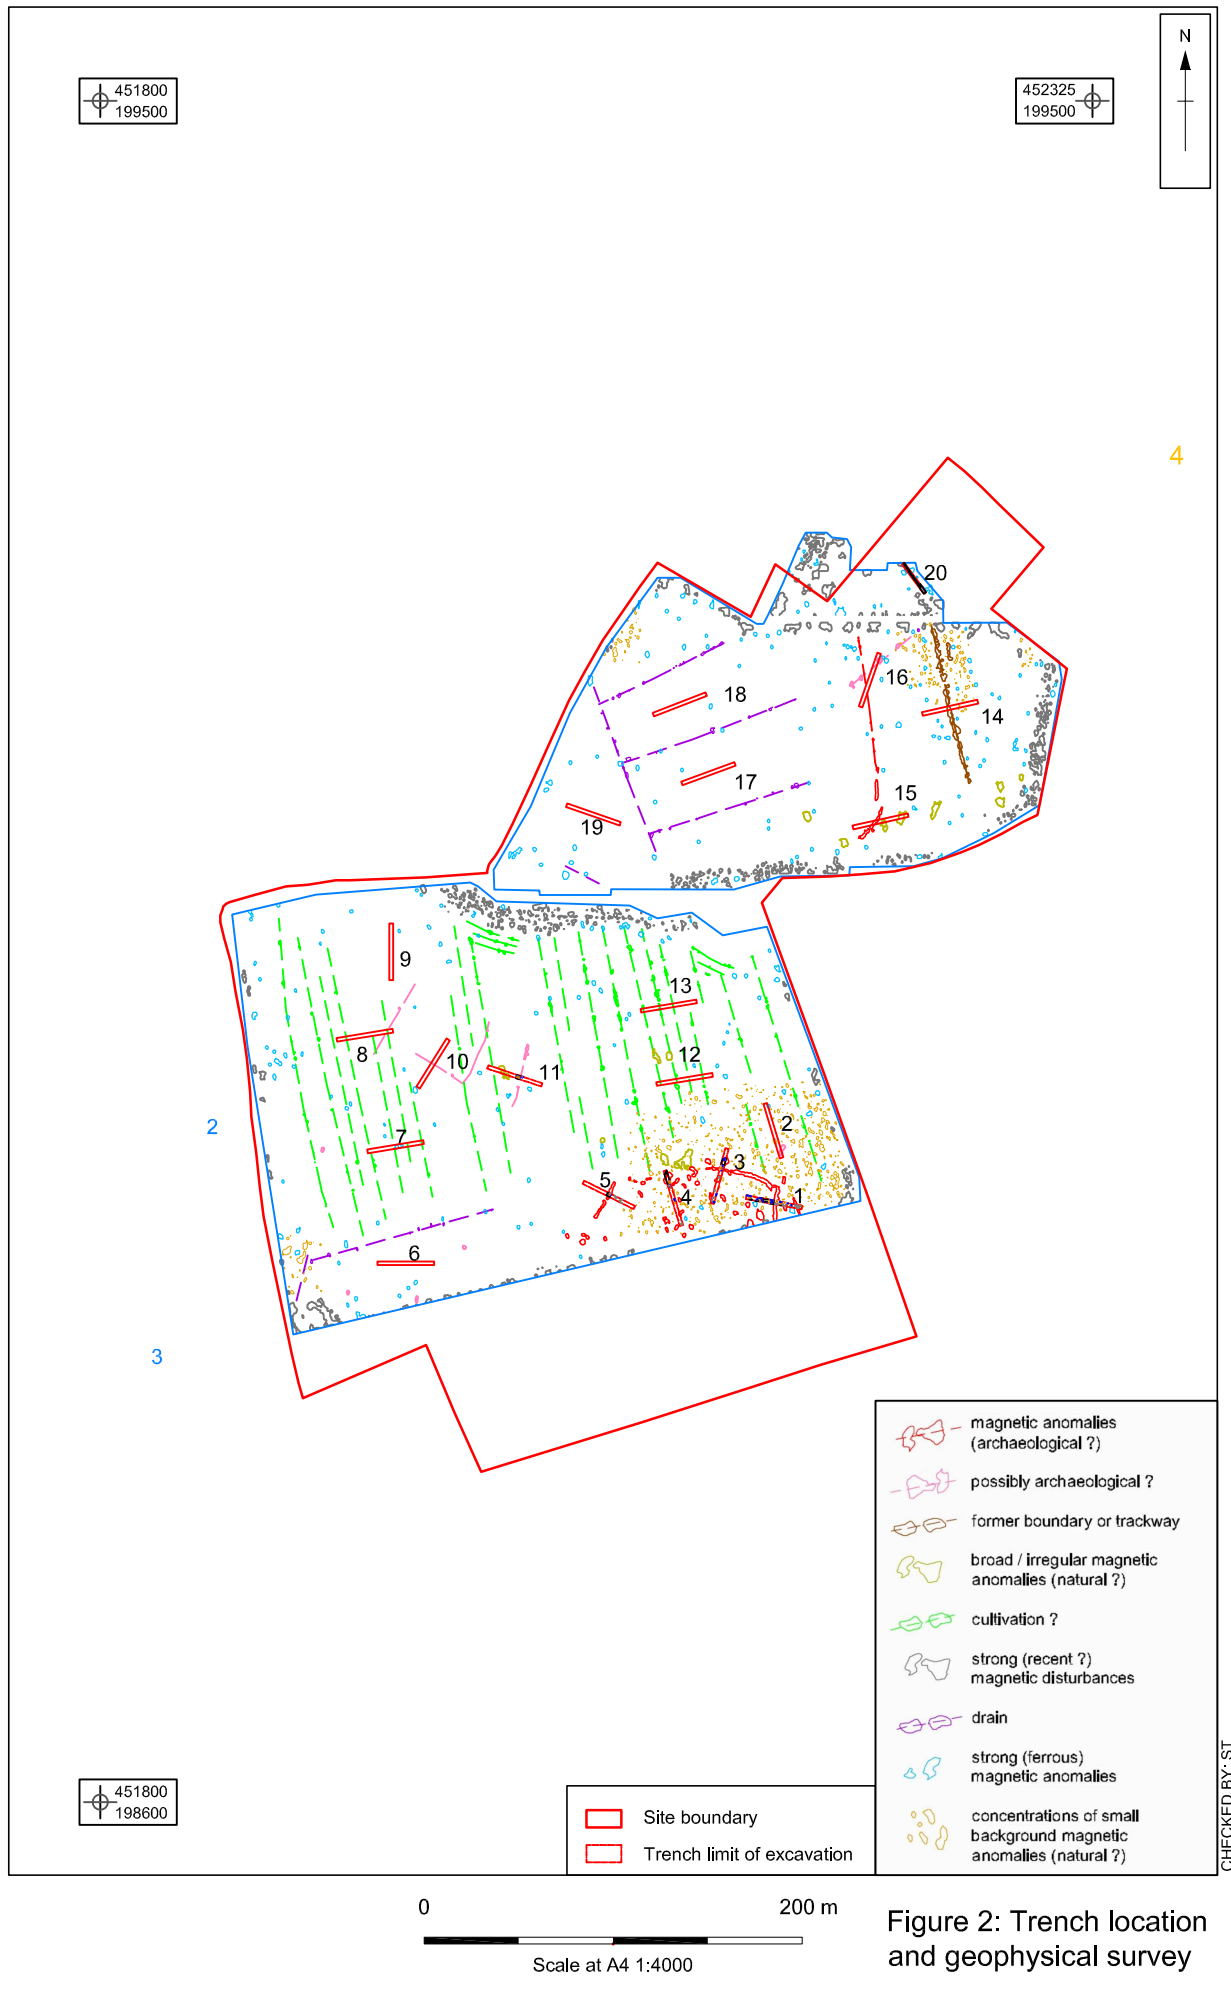 N
451800
199500
452325
199500
4
20
16
18
14
17
15
19
9
13
8
10
11
12
2
2
7
3
5
4
1
6
3
magnetic anomalies
(archaeological ?)
possibly archaeological ?
former boundary or trackway
broad / irregular magnetic
anomalies (natural ?)
cultivation ?
strong (recent ?)
magnetic disturbances
drain
strong (ferrous)
magnetic anomalies
concentrations of small
background magnetic
anomalies (natural ?)
451800
198600
Site boundary
Trench limit of excavation
CHECKED BY: ST
0
200 m
Scale at A4 1:4000
Figure 2: Trench location
and geophysical survey